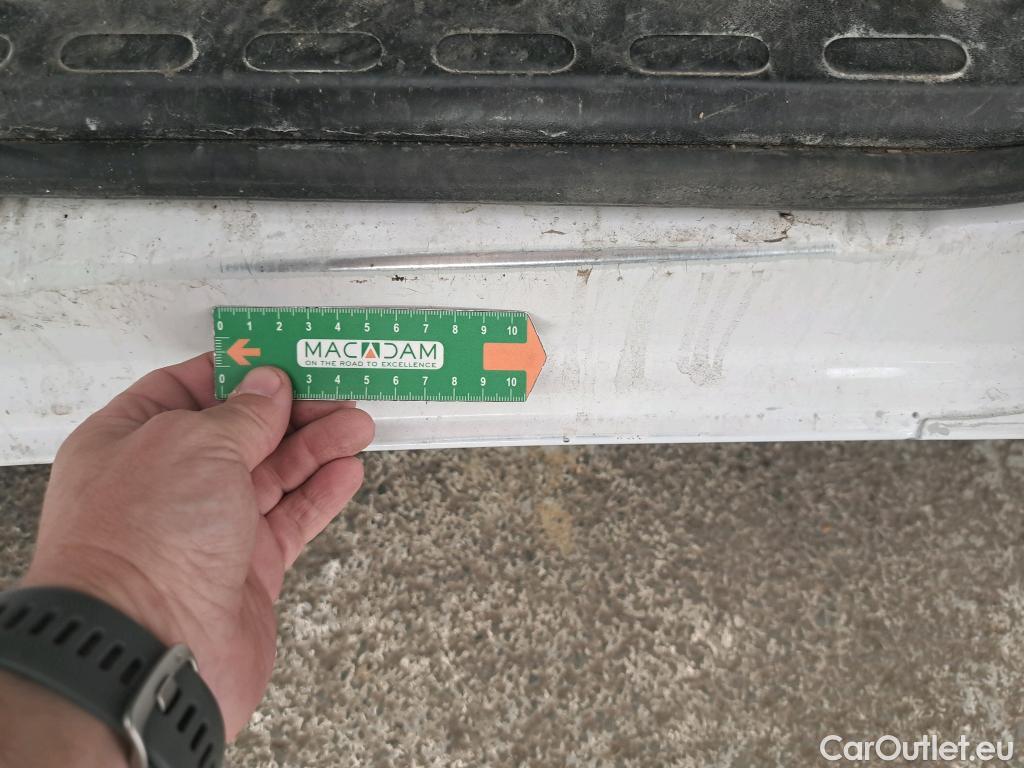 0 1 2 3 4 5 6 7 8 9 10
MACADAM
ON THE ROAD TO EXCELLENCE
0 3 4 5 6 7 8 9 10
CarOutlet.eu